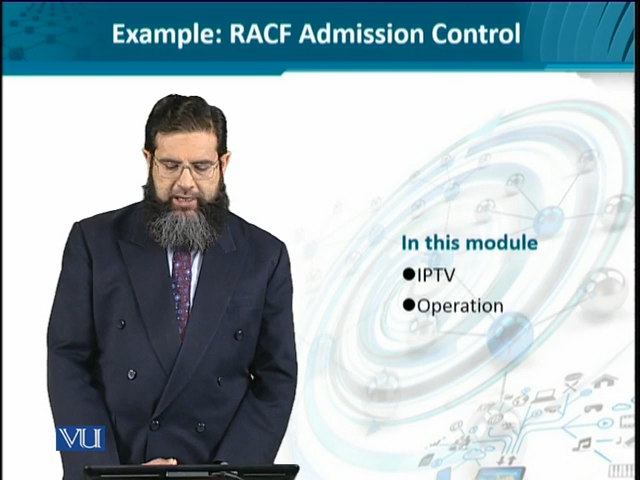 Example: RACF Admission Control
In this module
●IPTV
●Operation
VU